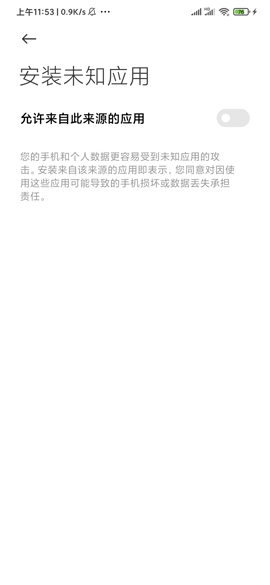 上午11:53 | 0.9K/s
76
安装未知应用
允许来自此来源的应用
您的手机和个人数据更容易受到未知应用的攻
击。安装来自该来源的应用即表示，您同意对因使
用这些应用可能导致的手机损坏或数据丢失承担
责任。